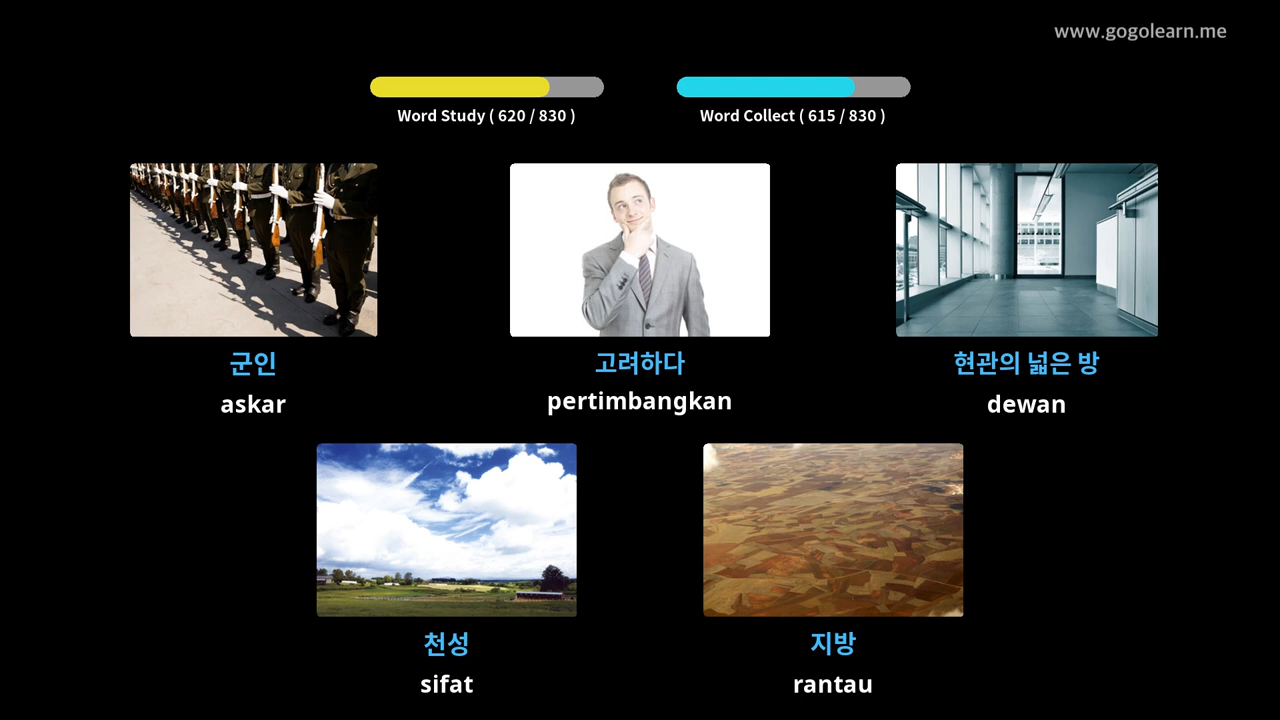 www.gogolearn.me
Word Study ( 620 / 830 )
Word Collect ( 615 / 830 )
군인
askar
고려하다
pertimbangkan
현관의 넓은 방
dewan
천성
sifat
지방
rantau